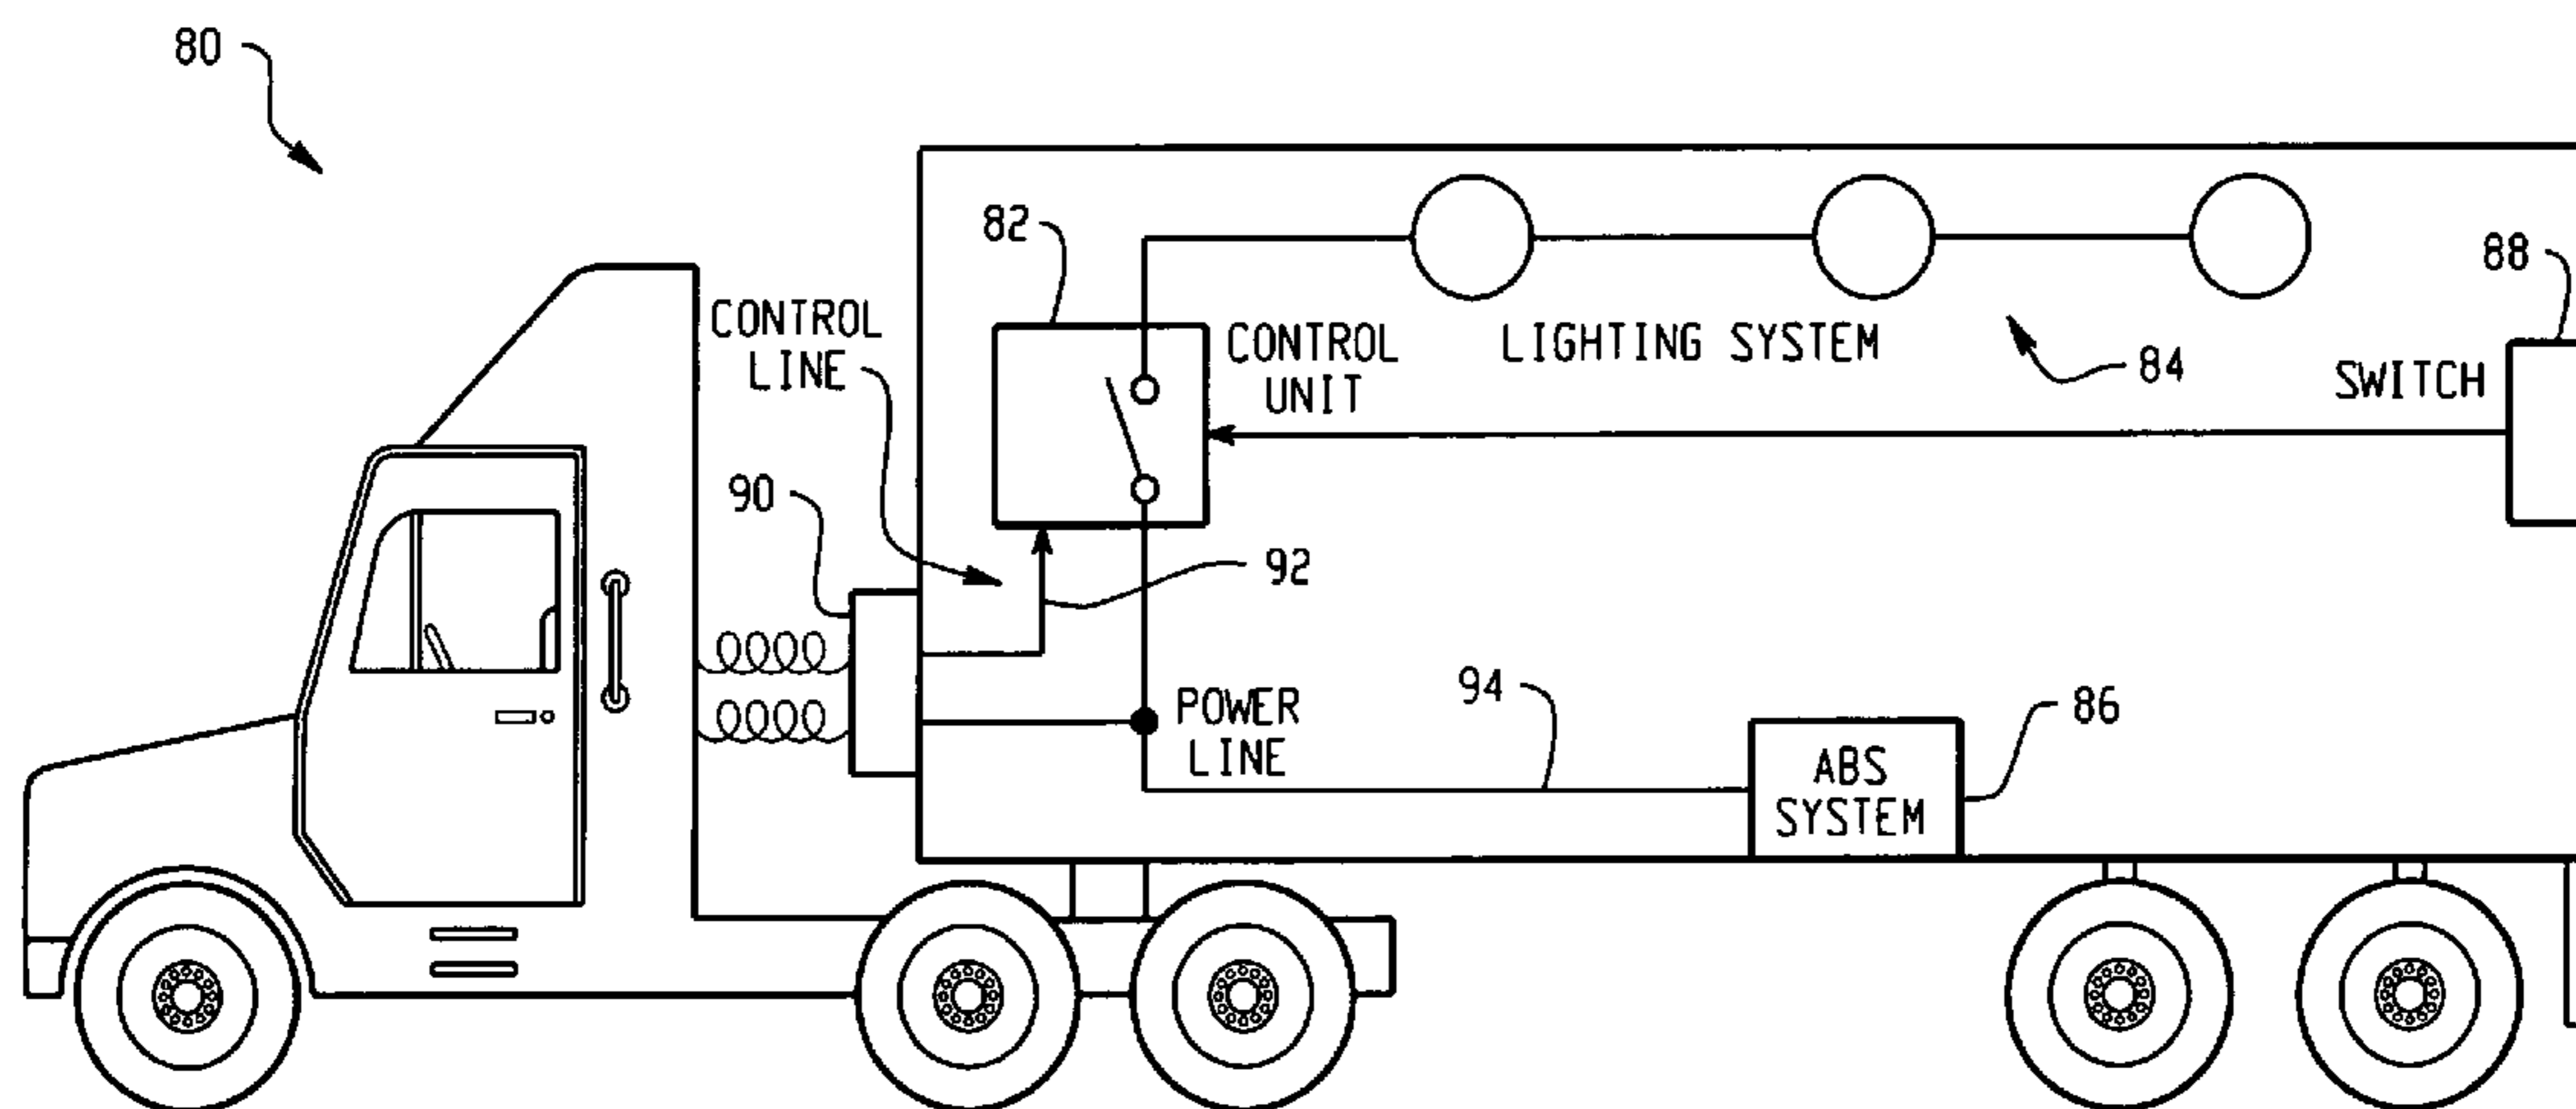 80
82
88
CONTROL
LINE
CONTROL
UNIT
LIGHTING SYSTEM
84
SWITCH
90
92
94
POWER
LINE
86
ABS
SYSTEM